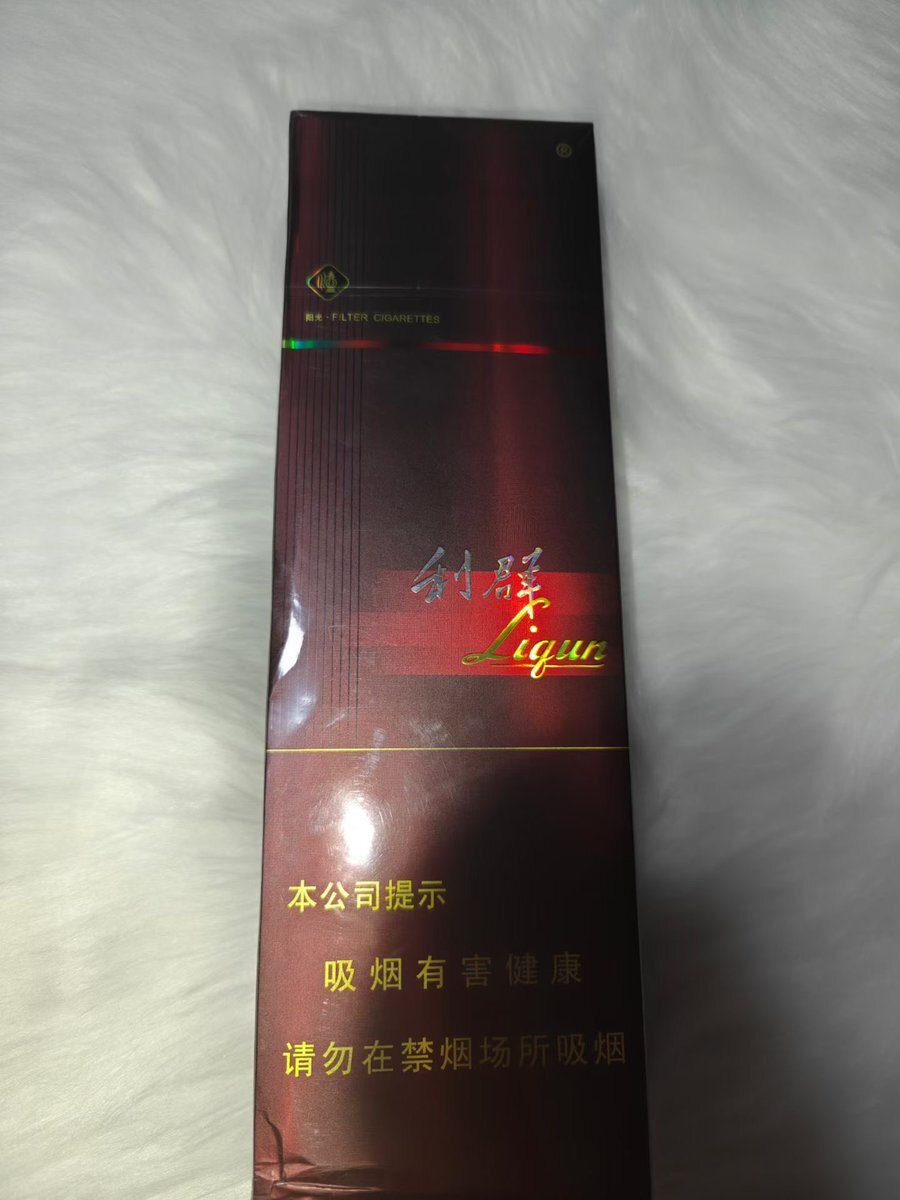 ®
阳光·FILTER CIGARETTES
利群
Liqun
本公司提示
吸烟有害健康
请勿在禁烟场所吸烟